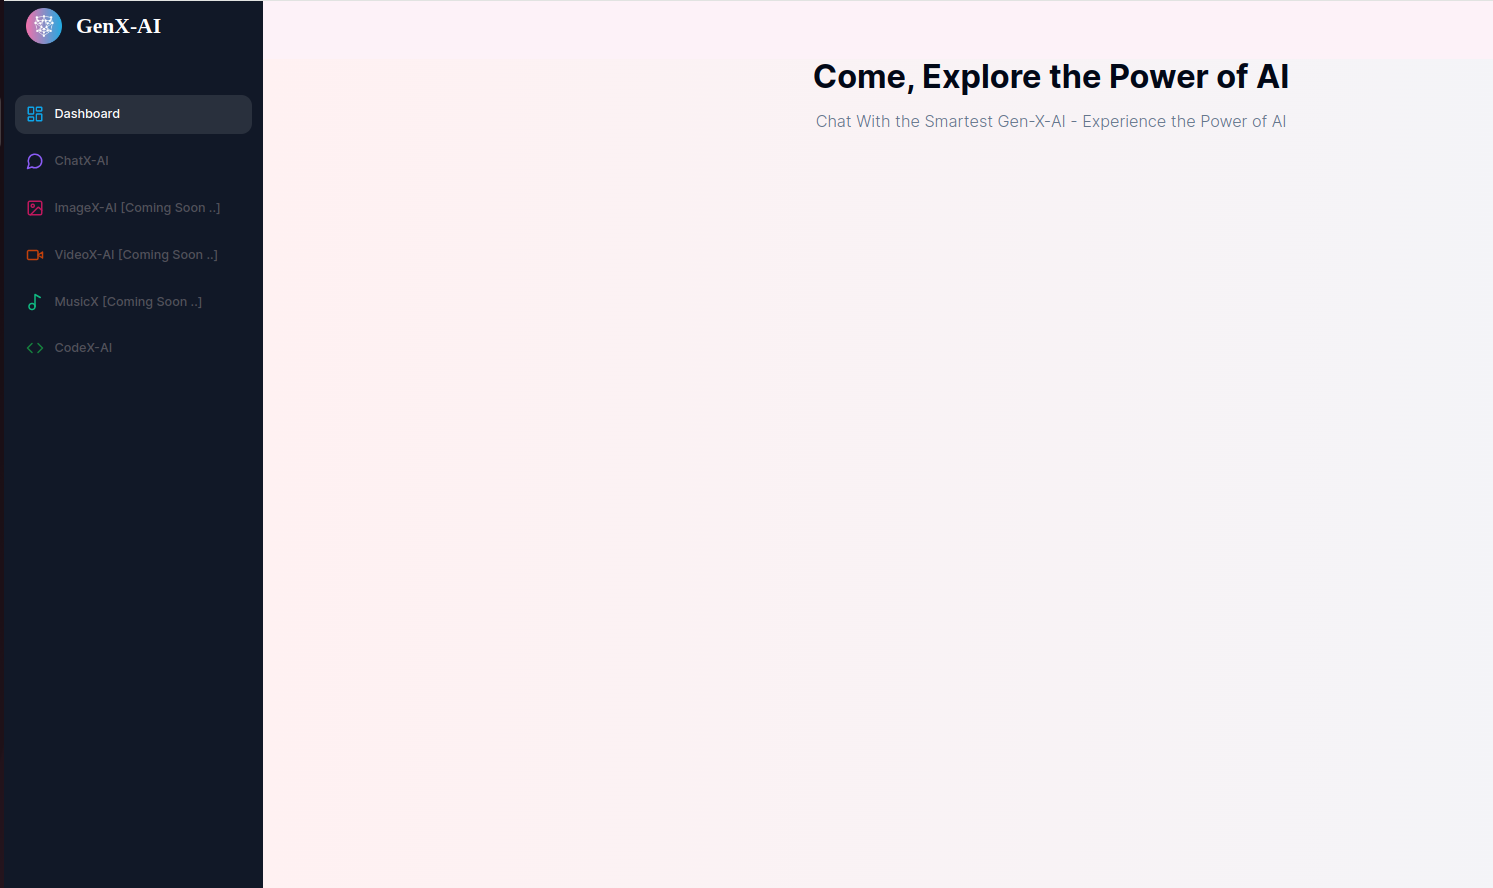 GenX-AI
Dashboard
ChatX-AI
ImageX-AI [Coming Soon ..]
VideoX-AI [Coming Soon ..]
MusicX [Coming Soon ..]
CodeX-AI
Come, Explore the Power of AI
Chat With the Smartest Gen-X-AI - Experience the Power of AI